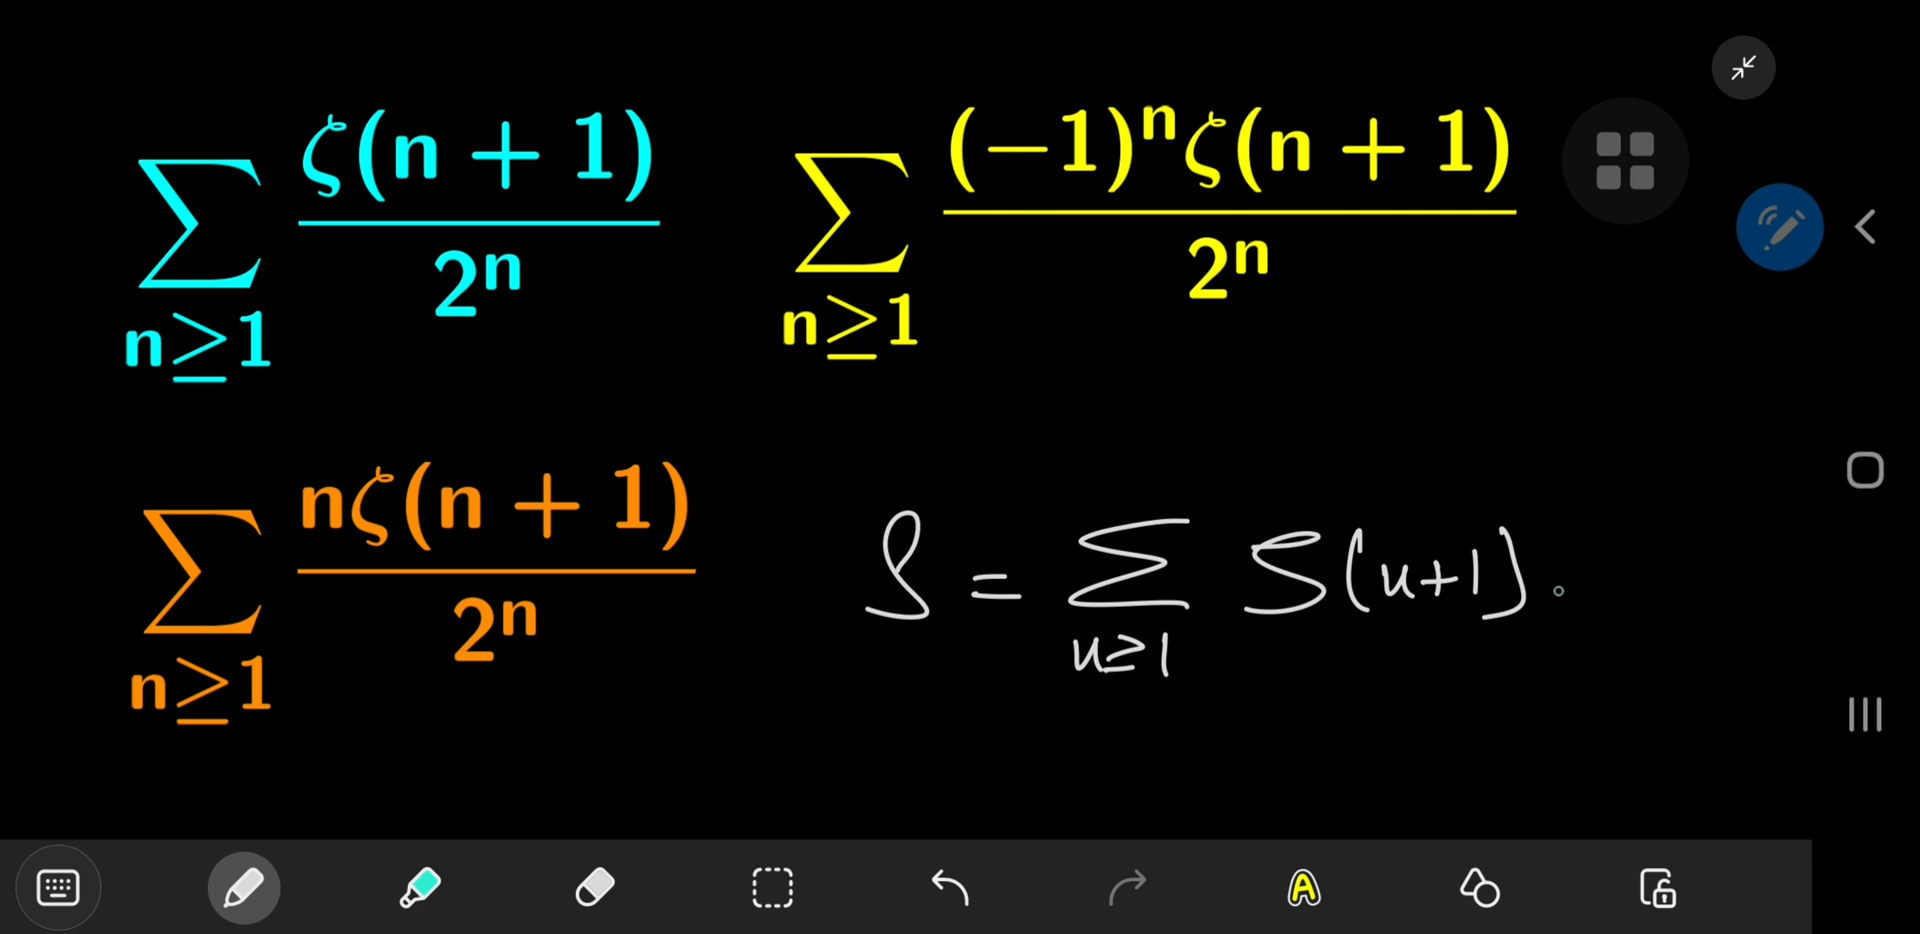 ∑_{n≥1} ζ(n + 1) / 2^n
∑_{n≥1} (−1)^n ζ(n + 1) / 2^n
∑_{n≥1} nζ(n + 1) / 2^n
S = ∑_{n≥1} ζ(n+1).
A